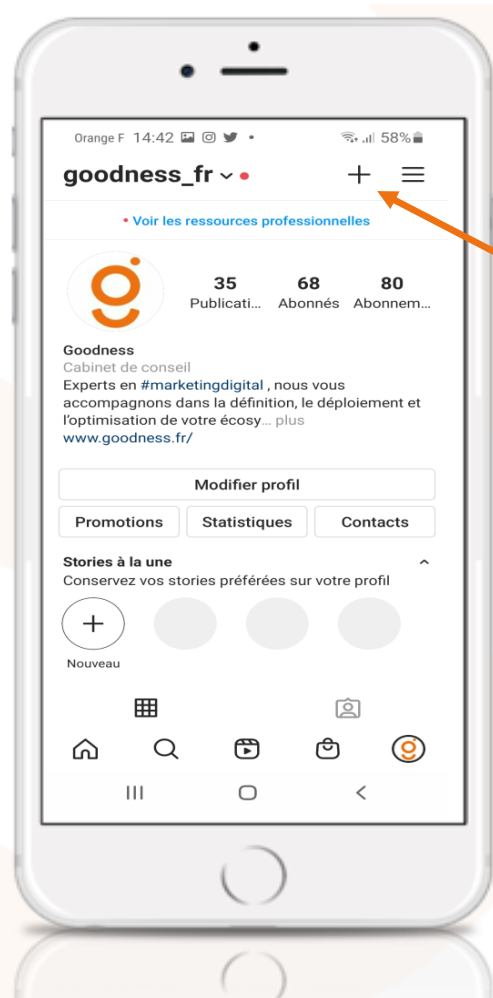 Orange F 14:42 58%
goodness_fr
Voir les ressources professionnelles
g
35 68 80
Publicati... Abonnés Abonnem...
Goodness
Cabinet de conseil
Experts en #marketingdigital , nous vous
accompagnons dans la définition, le déploiement et
l'optimisation de votre écosy... plus
www.goodness.fr/
Modifier profil
Promotions Statistiques Contacts
Stories à la une
Conservez vos stories préférées sur votre profil
Nouveau
g